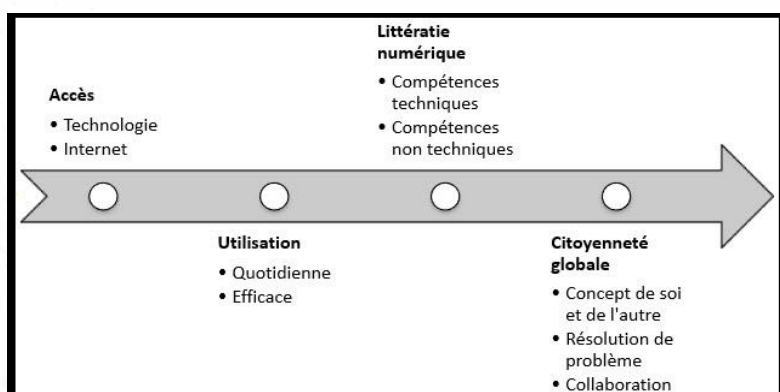 Accès
• Technologie
• Internet
Utilisation
• Quotidienne
• Efficace
Littératie
numérique
• Compétences
techniques
• Compétences
non techniques
Citoyenneté
globale
• Concept de soi
et de l'autre
• Résolution de
problème
• Collaboration